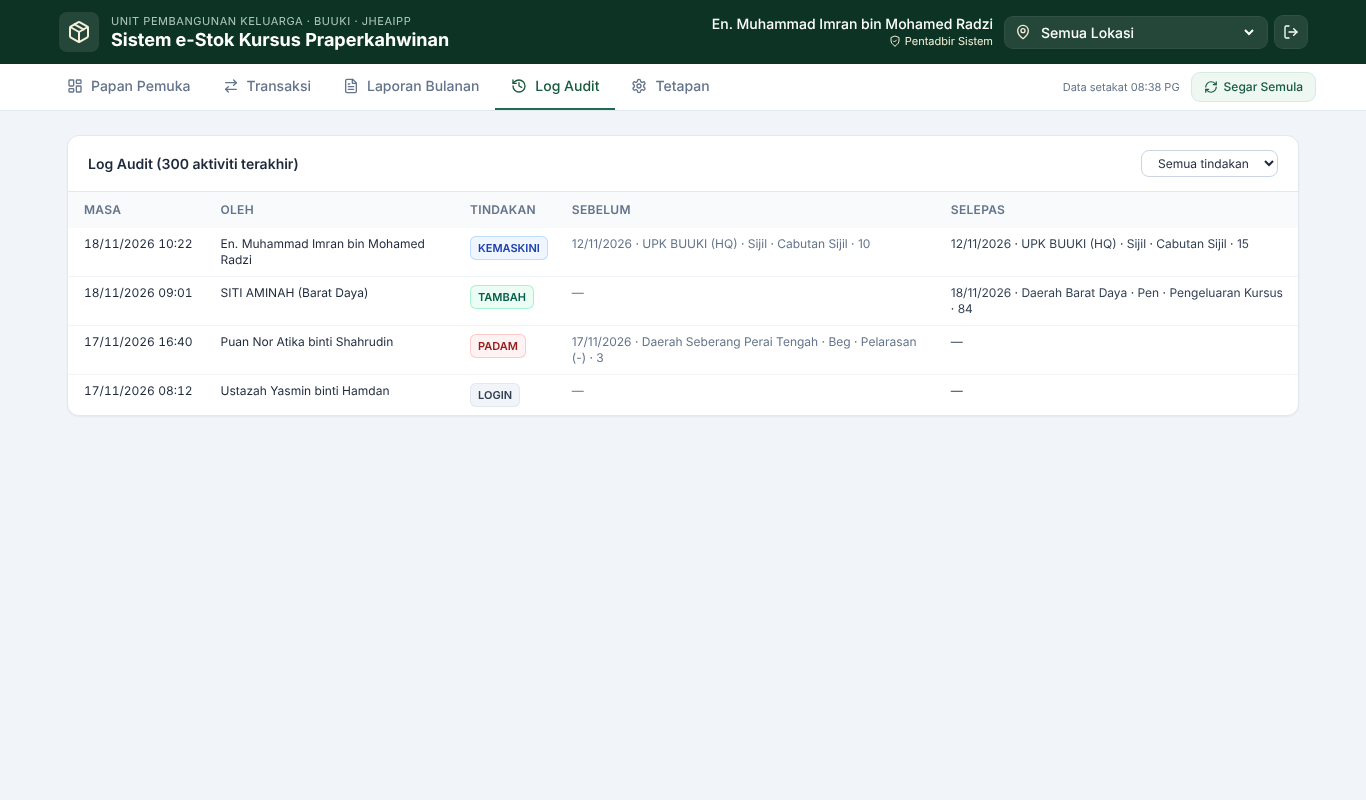 UNIT PEMBANGUNAN KELUARGA · BUUKI · JHEAIPP
Sistem e-Stok Kursus Praperkahwinan
En. Muhammad Imran bin Mohamed Radzi
Pentadbir Sistem
Semua Lokasi
Papan Pemuka
Transaksi
Laporan Bulanan
Log Audit
Tetapan
Data setakat 08:38 PG
Segar Semula
Log Audit (300 aktiviti terakhir)
Semua tindakan
MASA OLEH TINDAKAN SEBELUM SELEPAS
18/11/2026 10:22 En. Muhammad Imran bin Mohamed KEMASKINI 12/11/2026 · UPK BUUKI (HQ) · Sijil · Cabutan Sijil · 10 12/11/2026 · UPK BUUKI (HQ) · Sijil · Cabutan Sijil · 15
Radzi
18/11/2026 09:01 SITI AMINAH (Barat Daya) TAMBAH — 18/11/2026 · Daerah Barat Daya · Pen · Pengeluaran Kursus
· 84
17/11/2026 16:40 Puan Nor Atika binti Shahrudin PADAM 17/11/2026 · Daerah Seberang Perai Tengah · Beg · Pelarasan —
(-) · 3
17/11/2026 08:12 Ustazah Yasmin binti Hamdan LOGIN — —